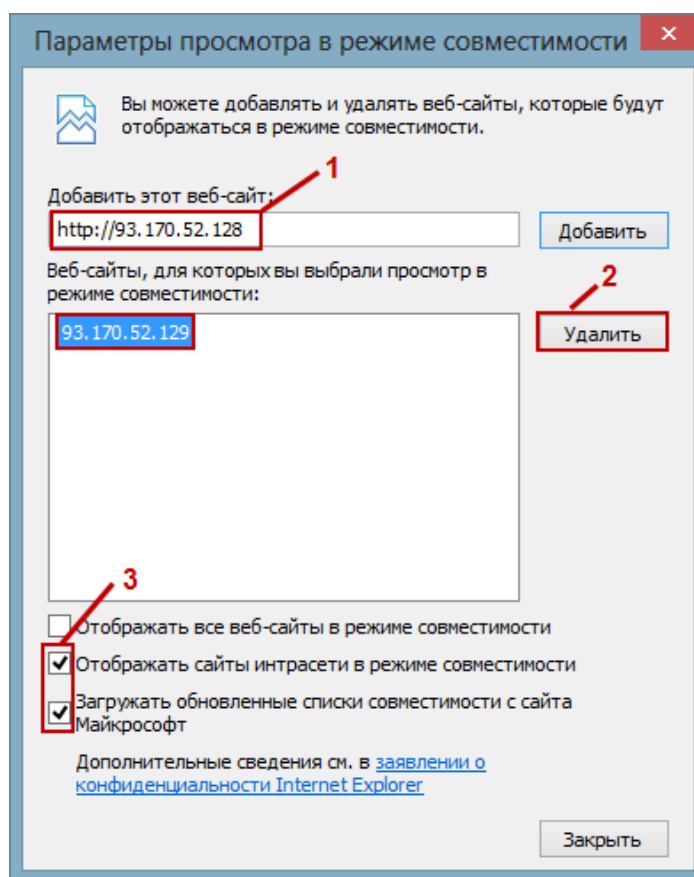 Параметры просмотра в режиме совместимости
×
Вы можете добавлять и удалять веб-сайты, которые будут
отображаться в режиме совместимости.
1
Добавить этот веб-сайт:
http://93.170.52.128
Добавить
Веб-сайты, для которых вы выбрали просмотр в
режиме совместимости:
2
93.170.52.129
Удалить
3
Отображать все веб-сайты в режиме совместимости
Отображать сайты интрасети в режиме совместимости
Загружать обновленные списки совместимости с сайта
Майкрософт
Дополнительные сведения см. в заявлении о
конфиденциальности Internet Explorer
Закрыть